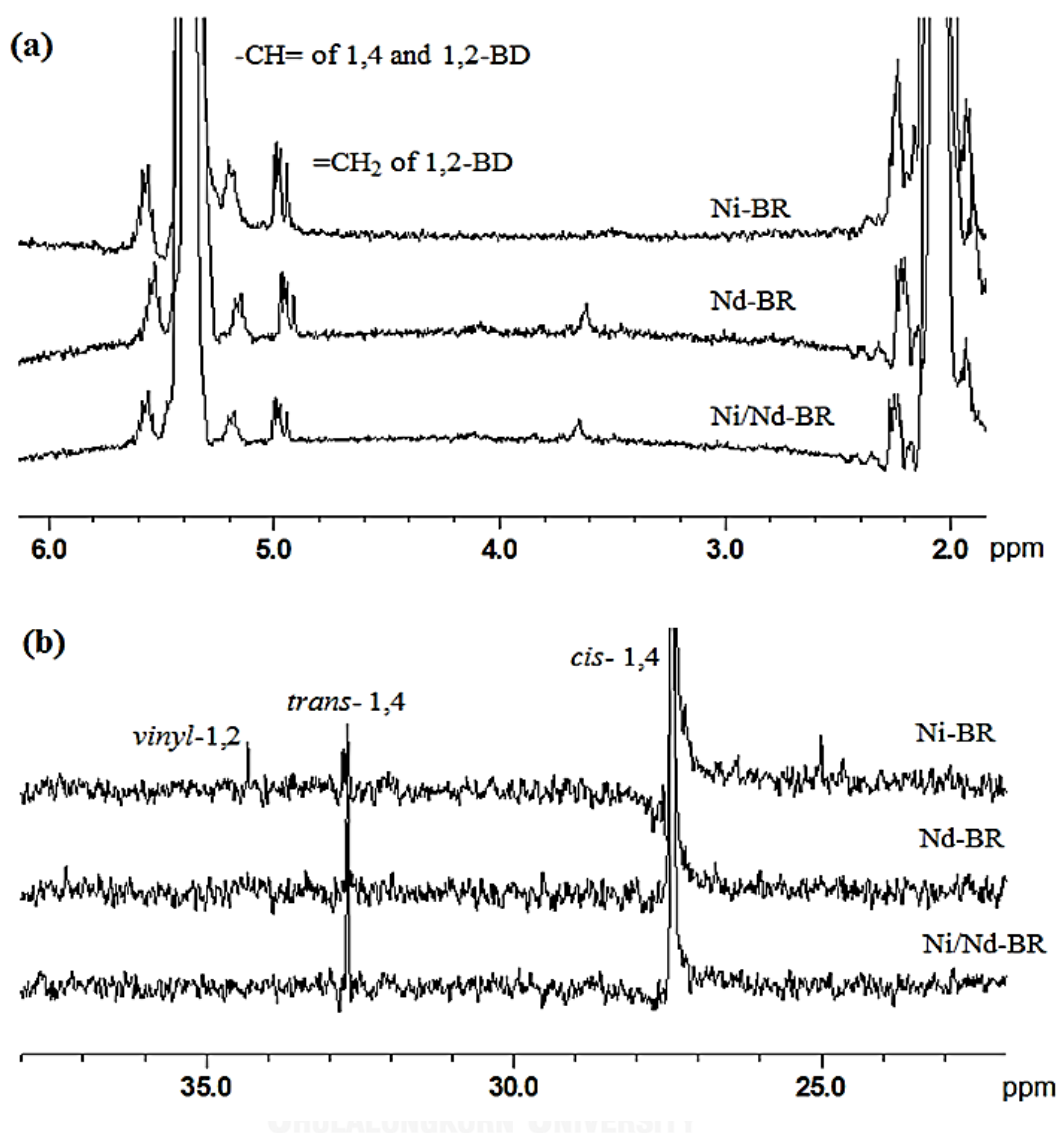 (a)
-CH= of 1,4 and 1,2-BD
=CH2 of 1,2-BD
Ni-BR
Nd-BR
Ni/Nd-BR
6.0 5.0 4.0 3.0 2.0 ppm
(b)
cis- 1,4
trans- 1,4
vinyl-1,2
Ni-BR
Nd-BR
Ni/Nd-BR
35.0 30.0 25.0 ppm